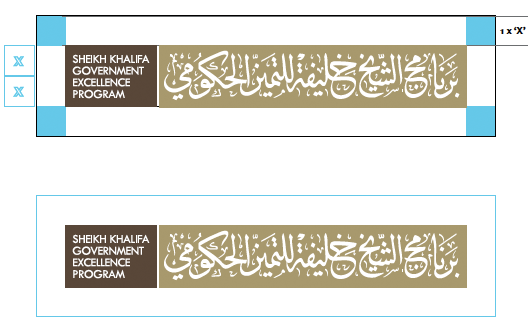 1 x 'X'
X
X
SHEIKH KHALIFA
GOVERNMENT
EXCELLENCE
PROGRAM
برنامج الشيخ خليفة للتميز الحكومي
SHEIKH KHALIFA
GOVERNMENT
EXCELLENCE
PROGRAM
برنامج الشيخ خليفة للتميز الحكومي